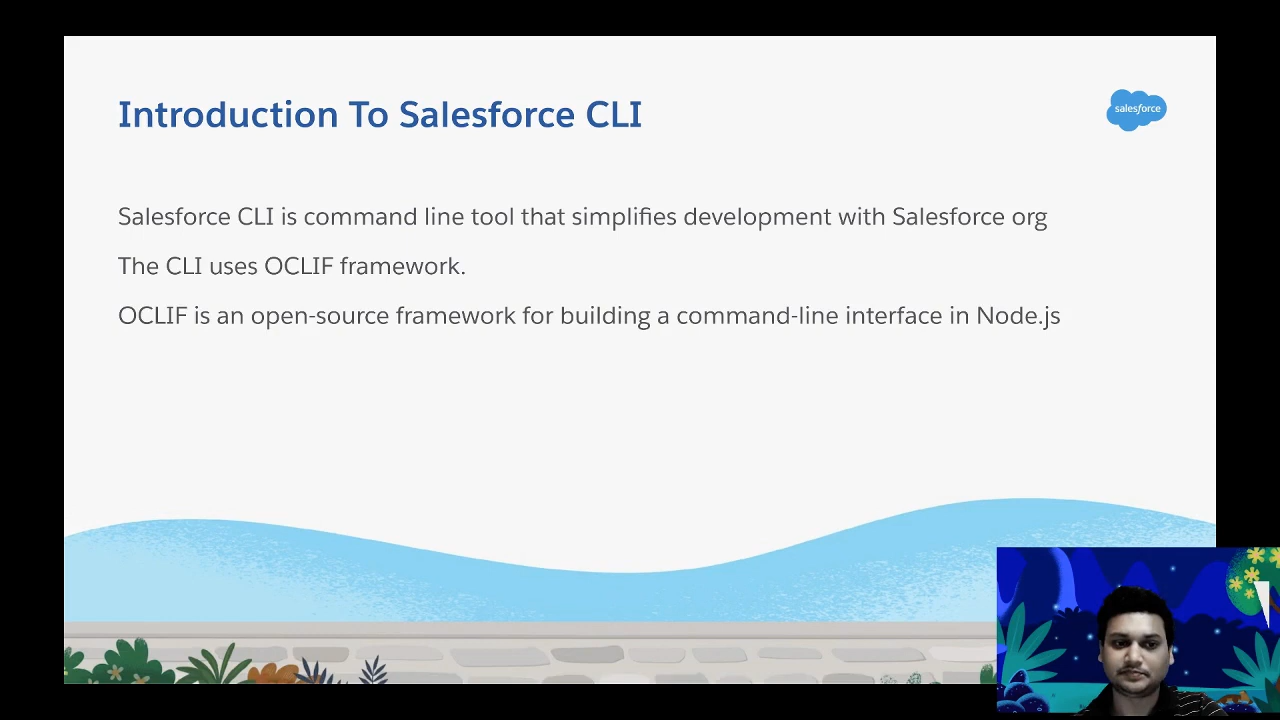 Introduction To Salesforce CLI
salesforce
Salesforce CLI is command line tool that simplifies development with Salesforce org
The CLI uses OCLIF framework.
OCLIF is an open-source framework for building a command-line interface in Node.js